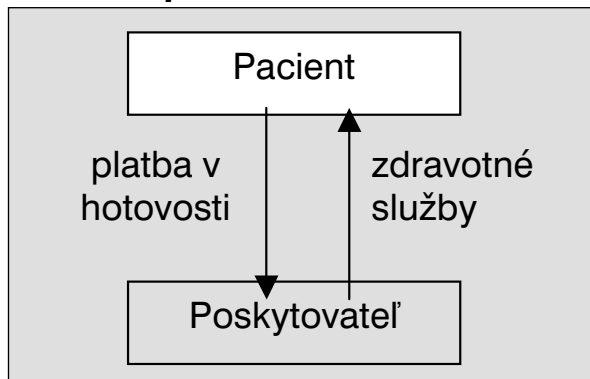 Pacient
platba v
hotovosti
zdravotné
služby
Poskytovateľ